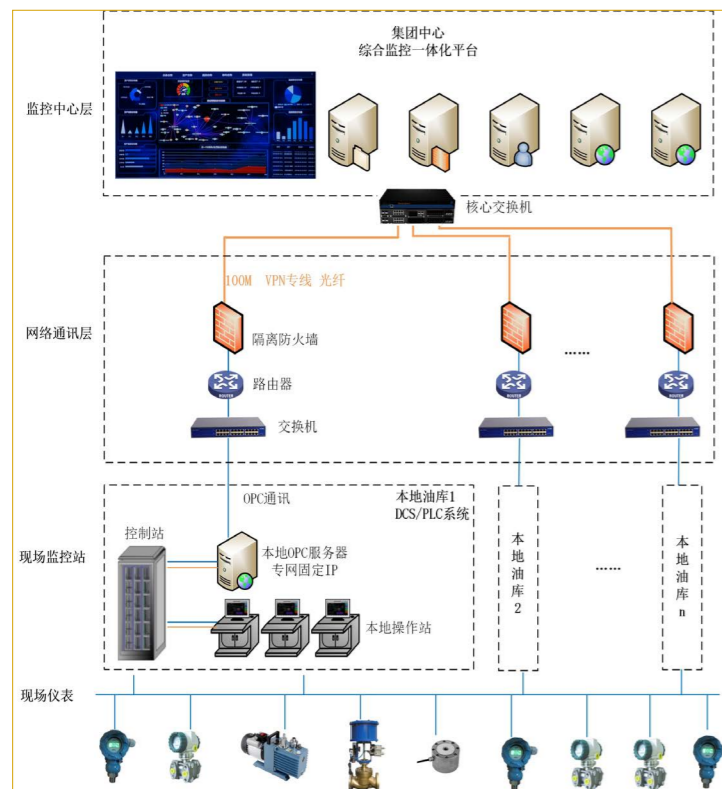 集团中心
综合监控一体化平台
监控中心层
核心交换机
100M VPN专线 光纤
网络通讯层
隔离防火墙
......
路由器
ROUTER
ROUTER
ROUTER
交换机
OPC通讯
本地油库1
DCS/PLC系统
控制站
现场监控站
本地OPC服务器
专网固定IP
本地操作站
本地油库2
......
本地油库n
现场仪表